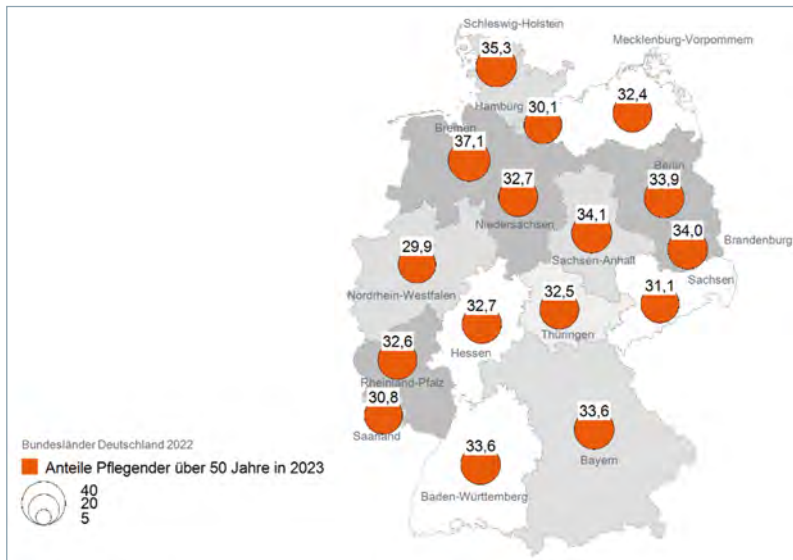 Schleswig-Holstein
Mecklenburg-Vorpommern
35,3
32,4
Hamburg
30,1
Bremen
37,1
Berlin
33,9
32,7
Niedersachsen
34,1
34,0
Brandenburg
Sachsen-Anhalt
29,9
Sachsen
Nordrhein-Westfalen
31,1
32,7
32,5
Thüringen
Hessen
32,6
Rheinland-Pfalz
30,8
Saarland
33,6
33,6
Bayern
Baden-Württemberg
Bundesländer Deutschland 2022
Anteile Pflegender über 50 Jahre in 2023
40
20
5